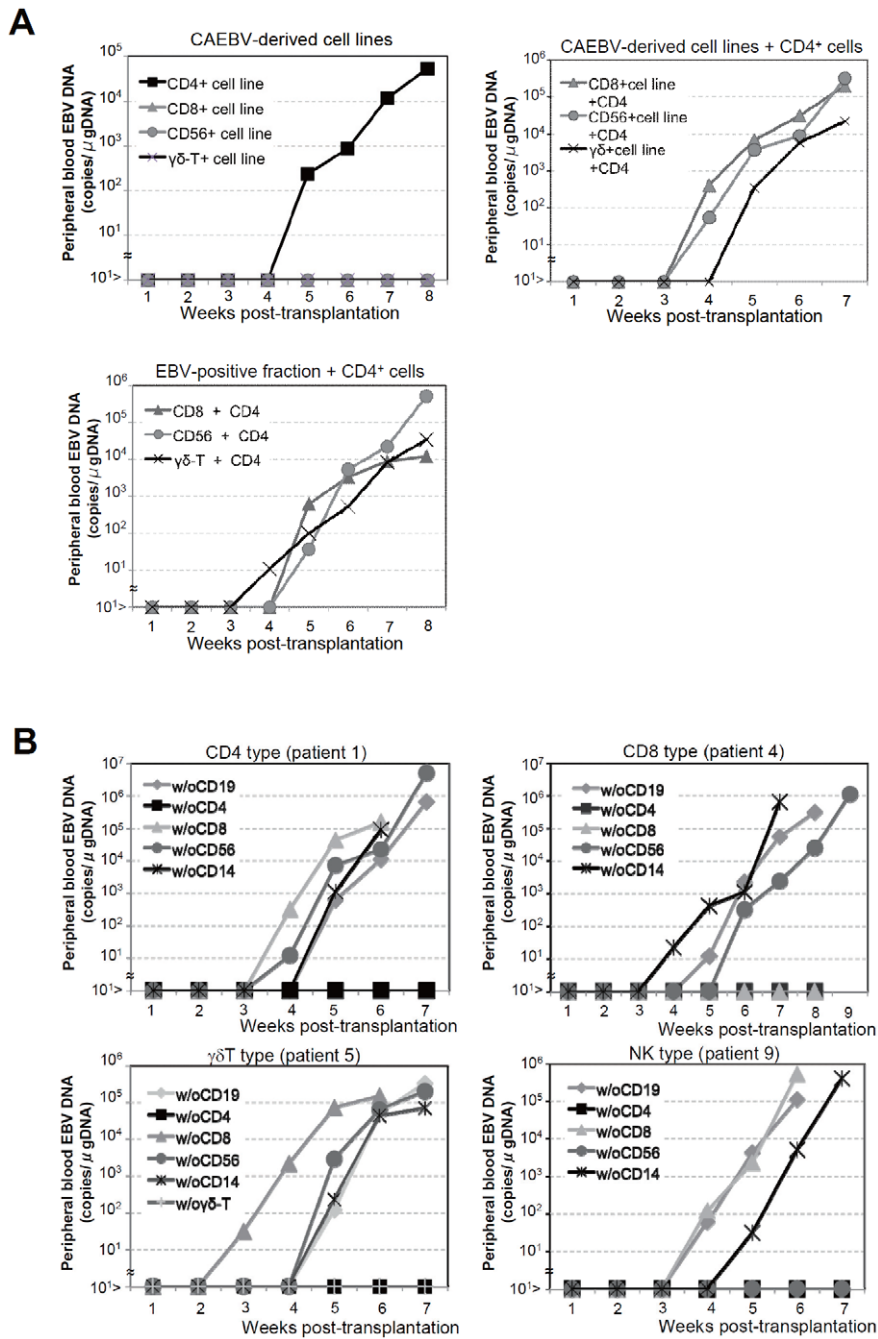 A
CAEBV-derived cell lines
Peripheral blood EBV DNA
(copies/μgDNA)
10⁵
10⁴
10³
10²
10¹
10¹>
CD4+ cell line
CD8+ cell line
CD56+ cell line
γδ-T+ cell line
1 2 3 4 5 6 7 8
Weeks post-transplantation
CAEBV-derived cell lines + CD4⁺ cells
Peripheral blood EBV DNA
(copies/μgDNA)
10⁶
10⁵
10⁴
10³
10²
10¹
10¹>
CD8+cel line
+CD4
CD56+cell line
+CD4
γδ+cell line
+CD4
1 2 3 4 5 6 7
Weeks post-transplantation
EBV-positive fraction + CD4⁺ cells
Peripheral blood EBV DNA
(copies/μgDNA)
10⁶
10⁵
10⁴
10³
10²
10¹
10¹>
CD8 + CD4
CD56 + CD4
γδ-T + CD4
1 2 3 4 5 6 7 8
Weeks post-transplantation
B
CD4 type (patient 1)
Peripheral blood EBV DNA
(copies/μgDNA)
10⁷
10⁶
10⁵
10⁴
10³
10²
10¹
10¹>
w/oCD19
w/oCD4
w/oCD8
w/oCD56
w/oCD14
1 2 3 4 5 6 7
Weeks post-transplantation
CD8 type (patient 4)
Peripheral blood EBV DNA
(copies/μgDNA)
10⁷
10⁶
10⁵
10⁴
10³
10²
10¹
10¹>
w/oCD19
w/oCD4
w/oCD8
w/oCD56
w/oCD14
1 2 3 4 5 6 7 8 9
Weeks post-transplantation
γδT type (patient 5)
Peripheral blood EBV DNA
(copies/μgDNA)
10⁶
10⁵
10⁴
10³
10²
10¹
10¹>
w/oCD19
w/oCD4
w/oCD8
w/oCD56
w/oCD14
w/oγδ-T
1 2 3 4 5 6 7
Weeks post-transplantation
NK type (patient 9)
Peripheral blood EBV DNA
(copies/μgDNA)
10⁶
10⁵
10⁴
10³
10²
10¹
10¹>
w/oCD19
w/oCD4
w/oCD8
w/oCD56
w/oCD14
1 2 3 4 5 6 7
Weeks post-transplantation